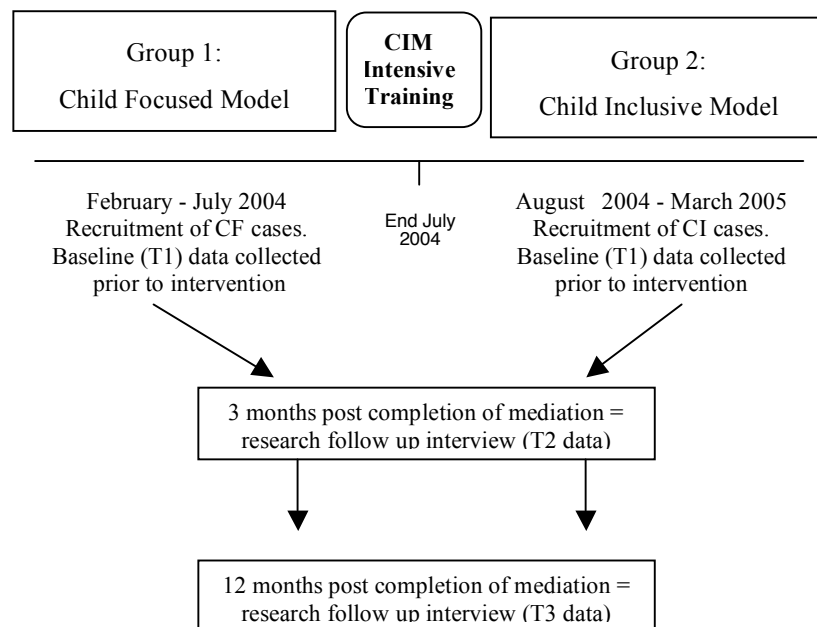 Group 1:
Child Focused Model
CIM
Intensive
Training
Group 2:
Child Inclusive Model
February - July 2004
Recruitment of CF cases.
Baseline (T1) data collected
prior to intervention
End July
2004
August 2004 - March 2005
Recruitment of CI cases.
Baseline (T1) data collected
prior to intervention
3 months post completion of mediation =
research follow up interview (T2 data)
12 months post completion of mediation =
research follow up interview (T3 data)